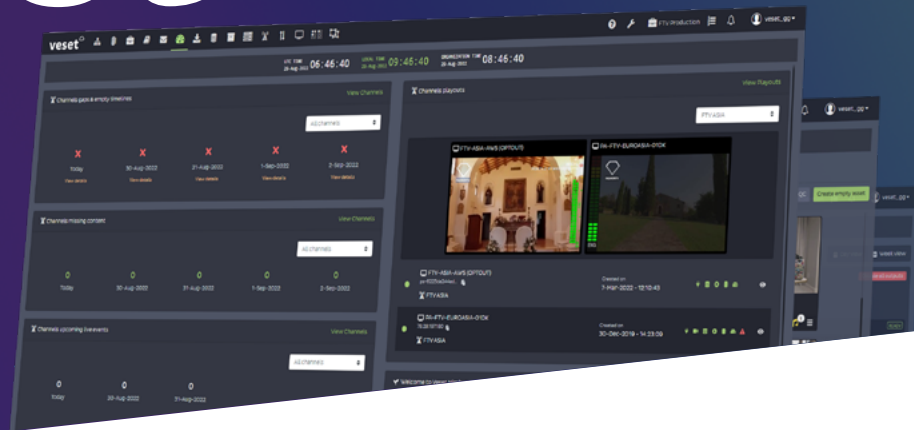 veset
FTV Production
veset_gg
UTC TIME 06:46:40 LOCAL TIME 09:46:40 ORGANIZATION TIME 08:46:40
Channels gaps & empty timelines
View Channels
All channels
Today 30-Aug-2022 31-Aug-2022 1-Sep-2022 2-Sep-2022
View details View details View details View details View details
Channels missing content
View Channels
All channels
0 0 0 0 0
Today 30-Aug-2022 31-Aug-2022 1-Sep-2022 2-Sep-2022
Channels upcoming live events
View Channels
All channels
0 0 0
Today 30-Aug-2022 31-Aug-2022
Channels playouts
View Playouts
FTV ASIA
FTV-ASIA-AWS (OPTOUT)
PA-FTV-EUROASIA-01DK
FTV-ASIA-AWS (OPTOUT)
FTV ASIA
Created on
7-Mar-2022 - 12:10:43
PA-FTV-EUROASIA-01DK
FTV ASIA
Created on
30-Dec-2019 - 14:23:09
veset_gg
Create empty asset
veset_gg
week view